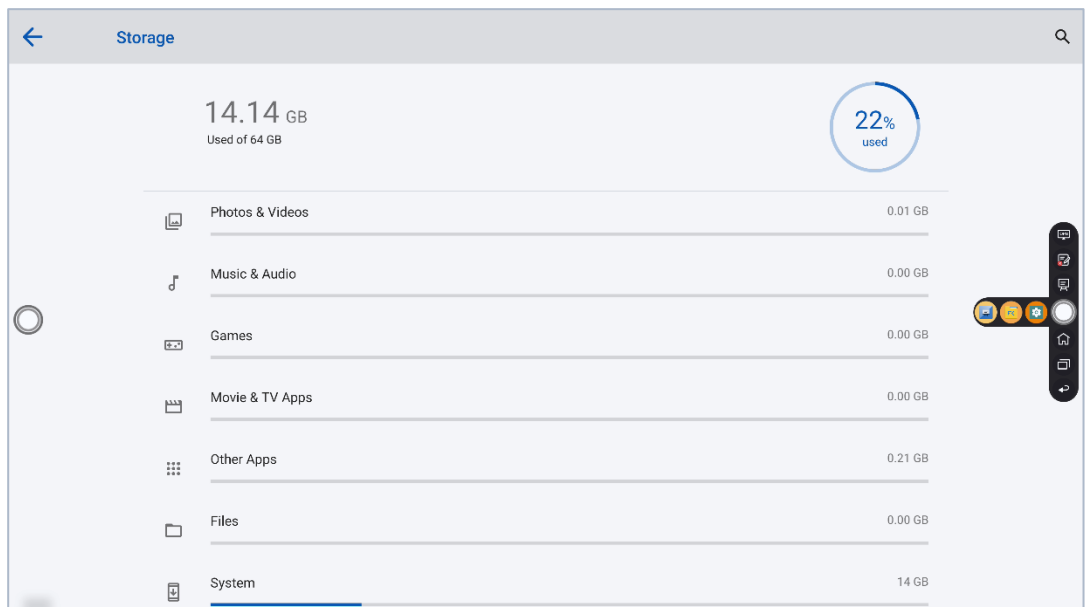 Storage
14.14 GB
Used of 64 GB
22%
used
Photos & Videos 0.01 GB
Music & Audio 0.00 GB
Games 0.00 GB
Movie & TV Apps 0.00 GB
Other Apps 0.21 GB
Files 0.00 GB
System 14 GB